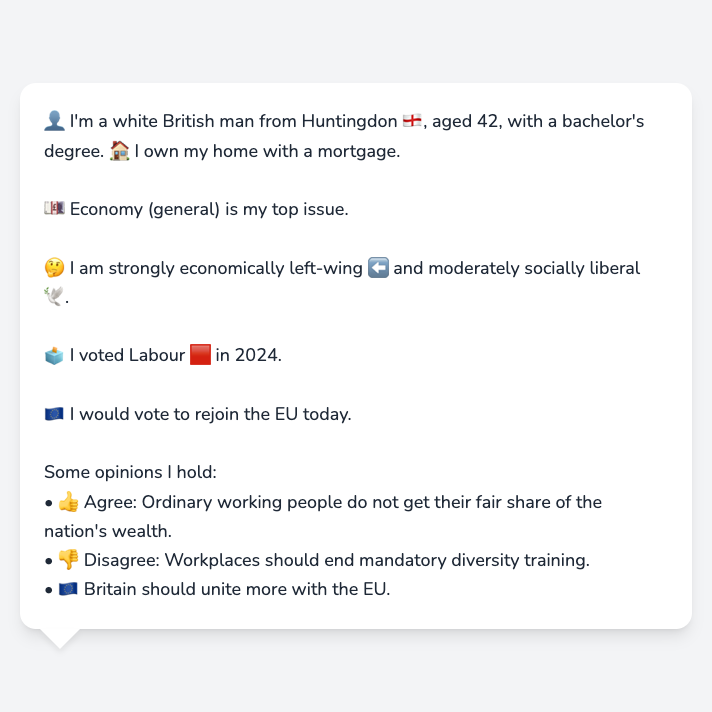 👤 I'm a white British man from Huntingdon 🏴󠁧󠁢󠁥󠁮󠁧󠁿, aged 42, with a bachelor's
degree. 🏠 I own my home with a mortgage.
💷 Economy (general) is my top issue.
🤔 I am strongly economically left-wing ⬅️ and moderately socially liberal
🕊️.
🗳️ I voted Labour 🟥 in 2024.
🇪🇺 I would vote to rejoin the EU today.
Some opinions I hold:
• 👍 Agree: Ordinary working people do not get their fair share of the
nation's wealth.
• 👎 Disagree: Workplaces should end mandatory diversity training.
• 🇪🇺 Britain should unite more with the EU.